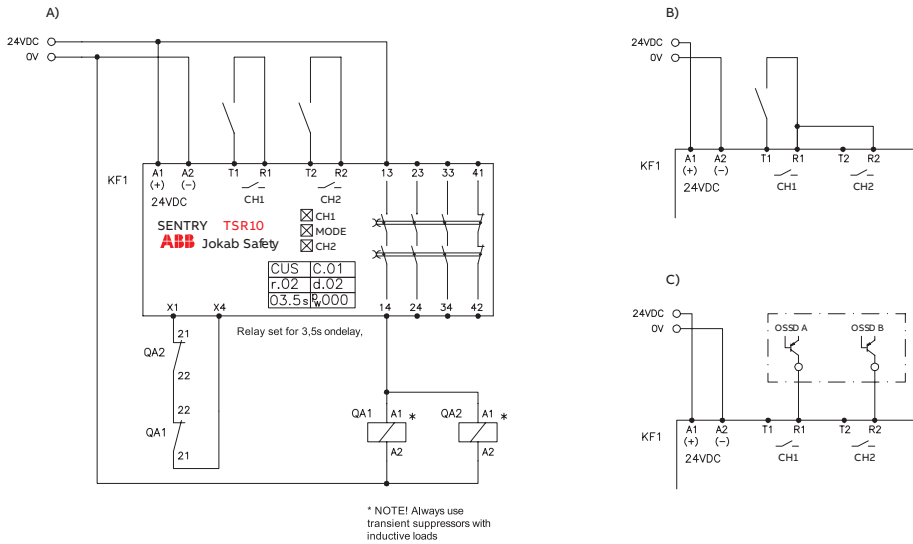 A)
24VDC
0V
KF1
A1 A2 T1 R1 T2 R2 13 23 33 41
(+) (−) CH1 CH2
24VDC
SENTRY TSR10
ABB Jokab Safety
CH1
MODE
CH2
CUS C.01
r.02 d.02
03.5s Pw000
X1 X4 14 24 34 42
Relay set for 3,5s ondelay,
21
QA2
22
22
QA1
21
QA1 A1 *
A2
QA2 A1 *
A2
* NOTE! Always use
transient suppressors with
inductive loads
B)
24VDC
0V
KF1
A1 A2 T1 R1 T2 R2
(+) (−) CH1 CH2
24VDC
C)
24VDC
0V
OSSD A OSSD B
KF1
A1 A2 T1 R1 T2 R2
(+) (−) CH1 CH2
24VDC